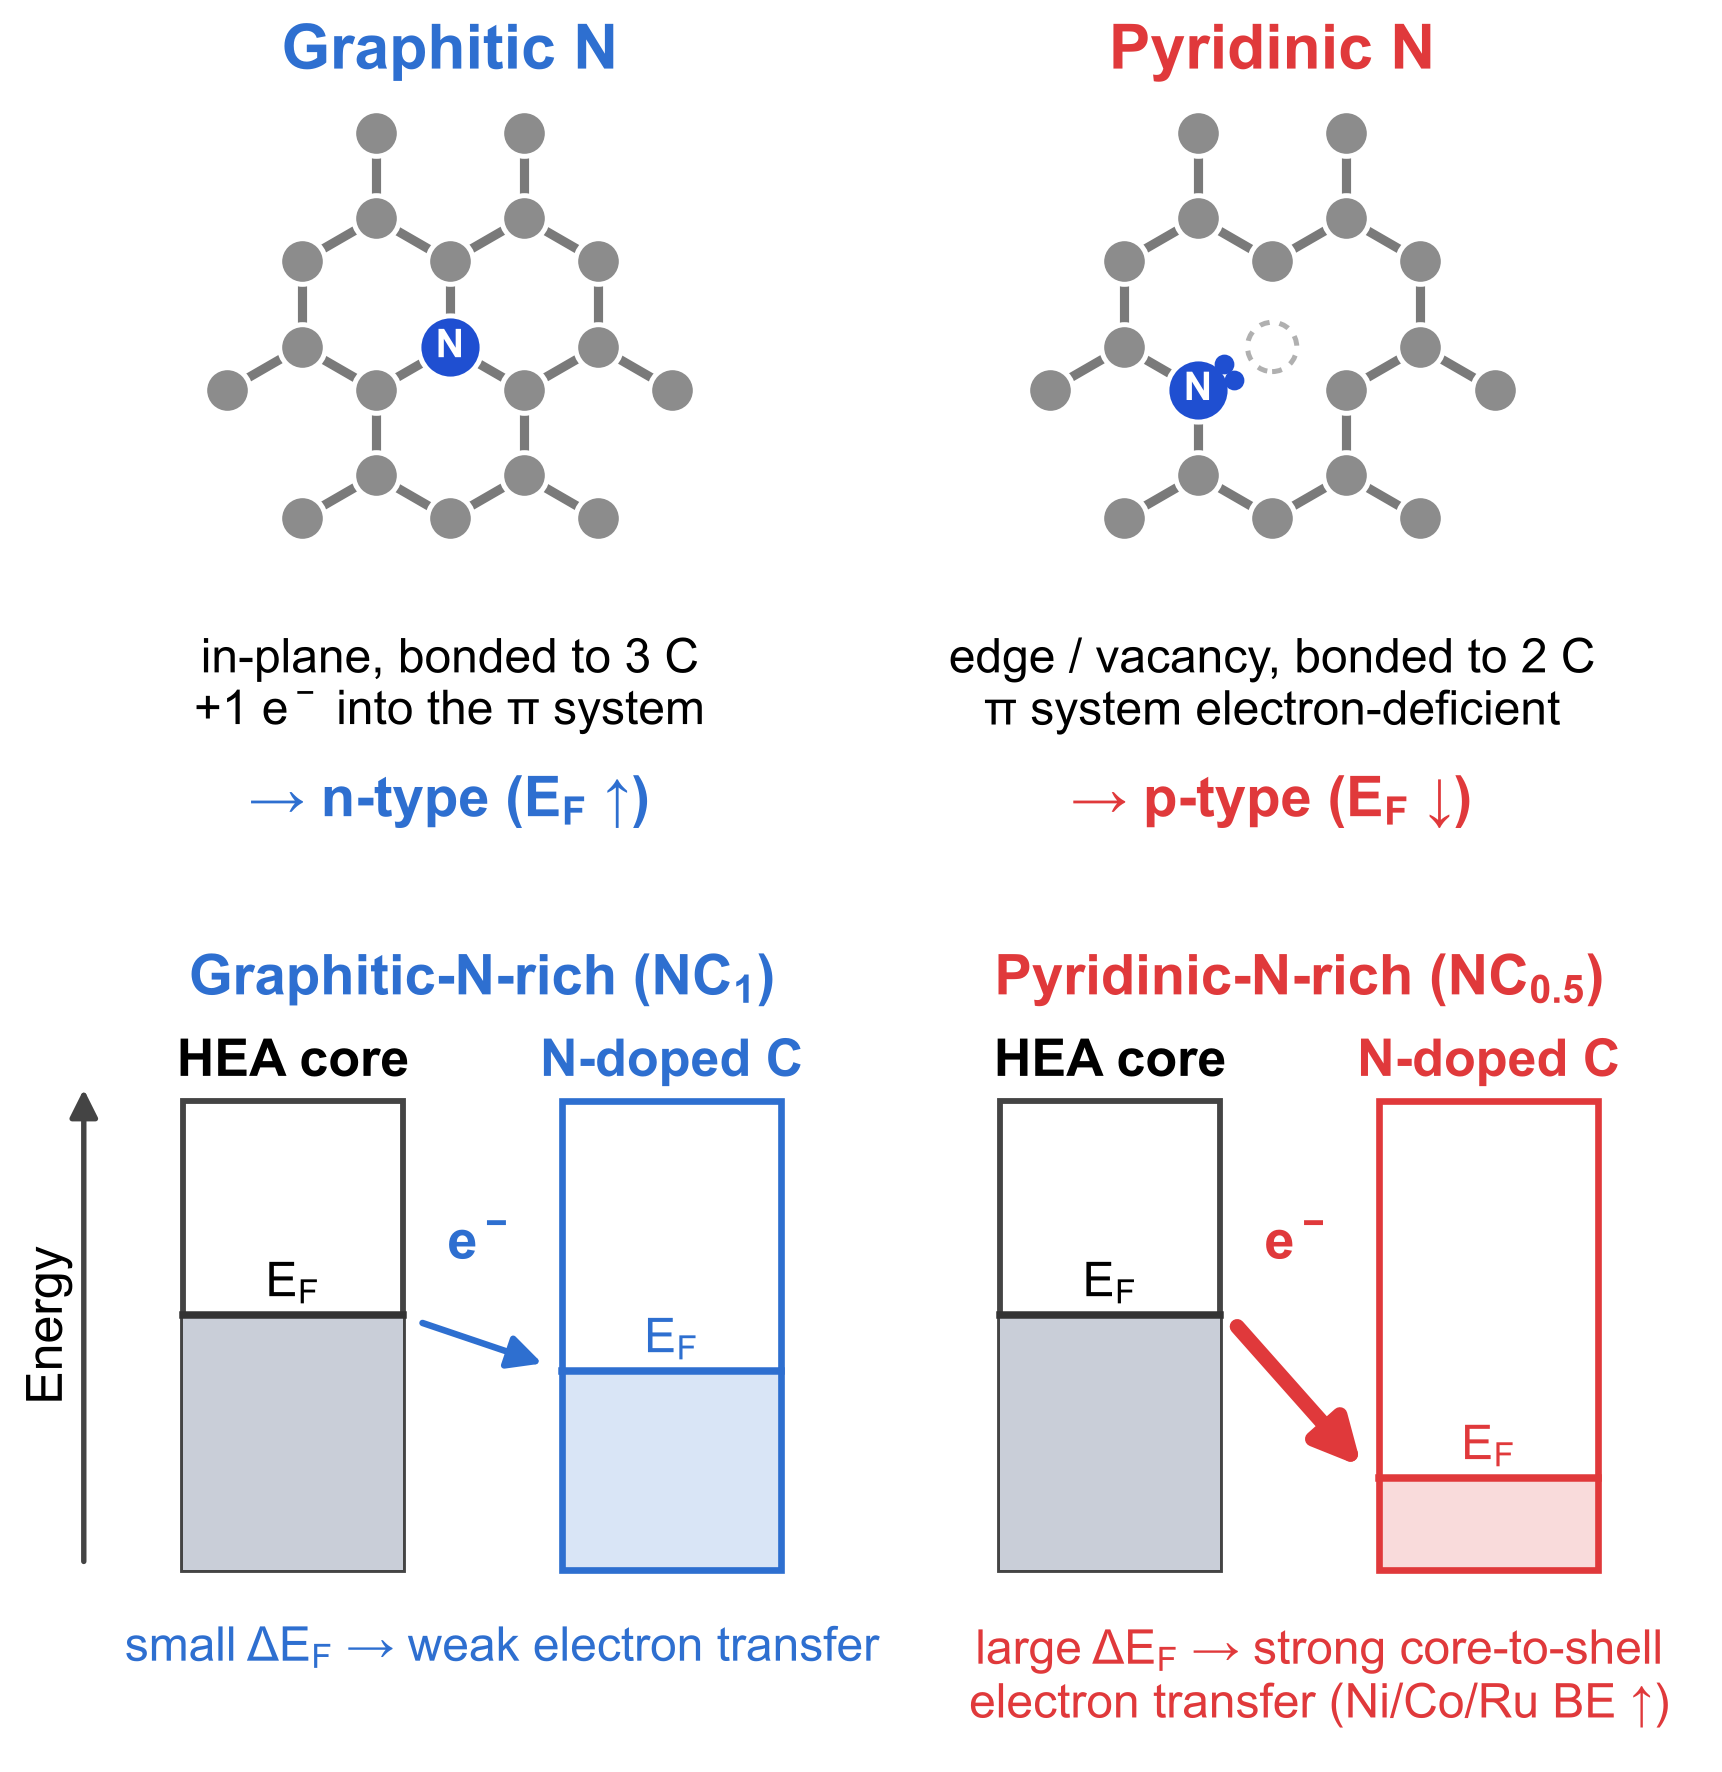 Graphitic N
N
in-plane, bonded to 3 C
+1 e⁻ into the π system
→ n-type (E_F ↑)
Pyridinic N
N
edge / vacancy, bonded to 2 C
π system electron-deficient
→ p-type (E_F ↓)
Graphitic-N-rich (NC₁)
HEA core
N-doped C
Energy
e⁻
E_F
E_F
small ΔE_F → weak electron transfer
Pyridinic-N-rich (NC₀.₅)
HEA core
N-doped C
e⁻
E_F
E_F
large ΔE_F → strong core-to-shell
electron transfer (Ni/Co/Ru BE ↑)